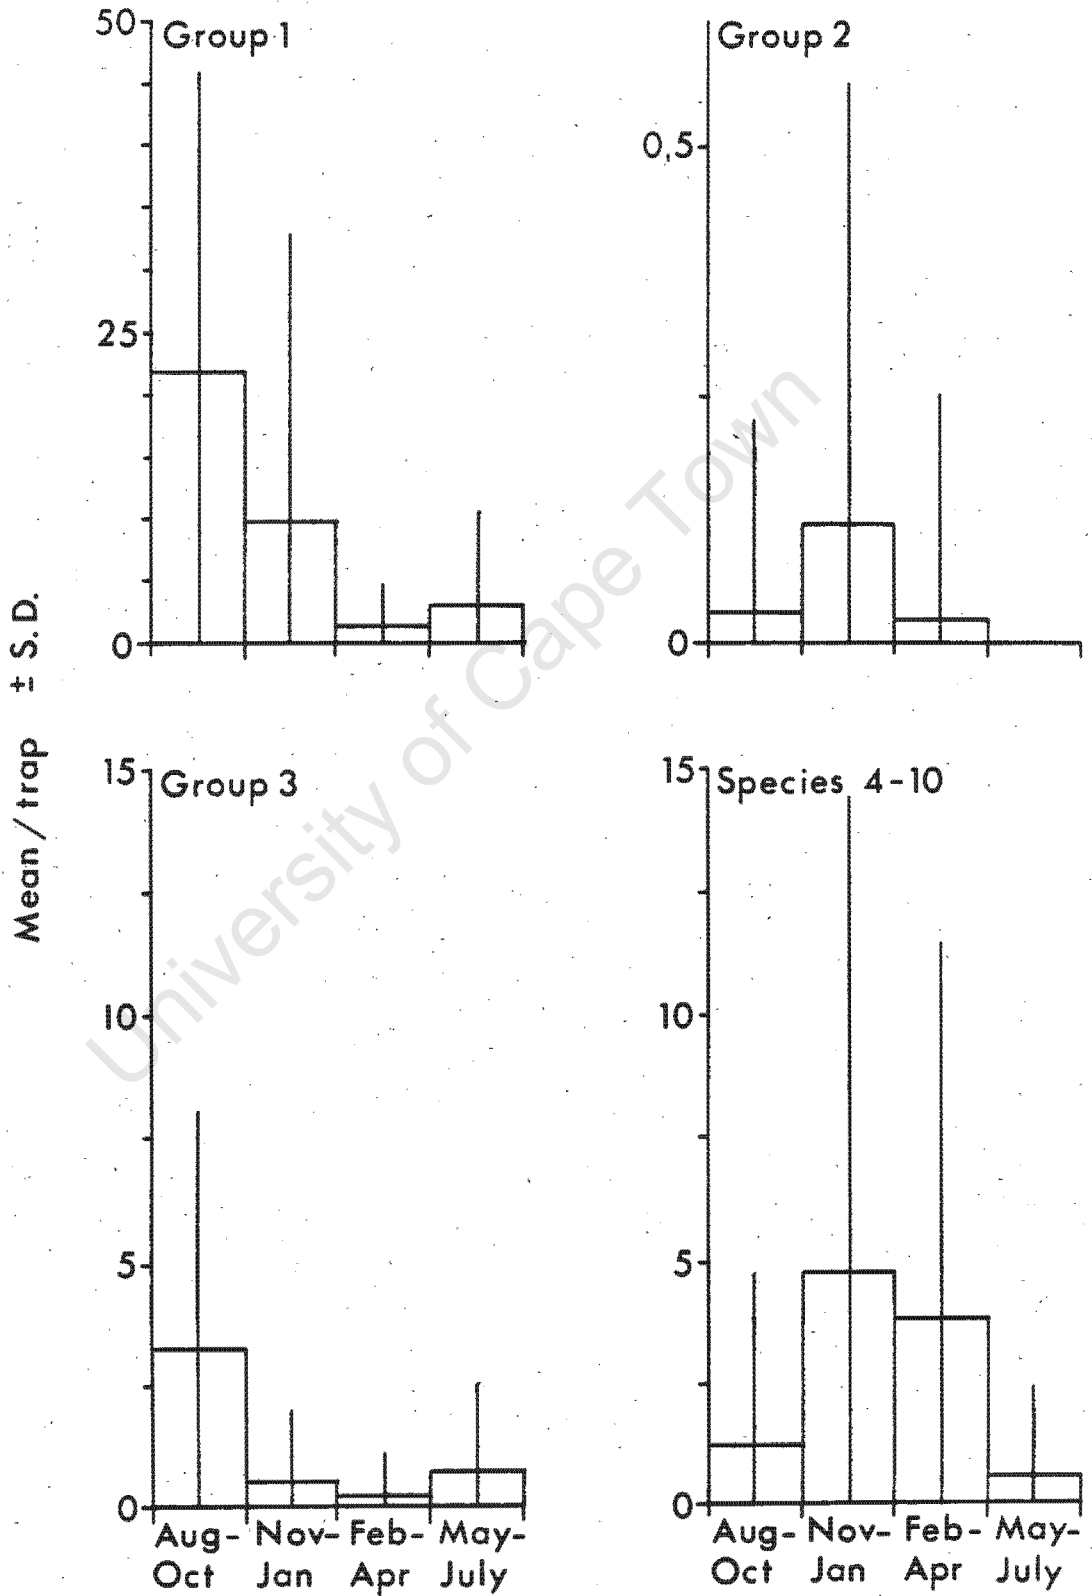 50
Group 1
25
0
Group 2
0,5
0
Mean / trap ± S. D.
15
Group 3
10
5
0
Aug- Nov- Feb- May-
Oct Jan Apr July
15
Species 4-10
10
5
0
Aug- Nov- Feb- May-
Oct Jan Apr July
University of Cape Town